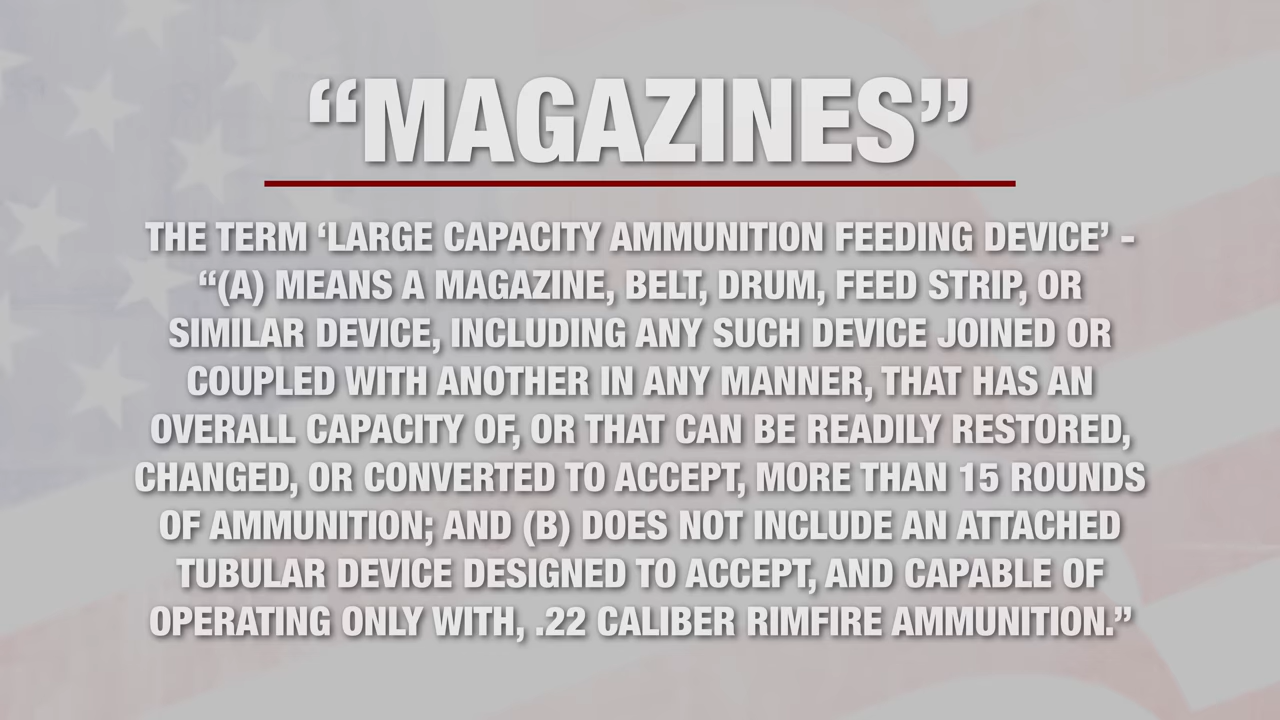 “MAGAZINES”
THE TERM ‘LARGE CAPACITY AMMUNITION FEEDING DEVICE’ -
“(A) MEANS A MAGAZINE, BELT, DRUM, FEED STRIP, OR
SIMILAR DEVICE, INCLUDING ANY SUCH DEVICE JOINED OR
COUPLED WITH ANOTHER IN ANY MANNER, THAT HAS AN
OVERALL CAPACITY OF, OR THAT CAN BE READILY RESTORED,
CHANGED, OR CONVERTED TO ACCEPT, MORE THAN 15 ROUNDS
OF AMMUNITION; AND (B) DOES NOT INCLUDE AN ATTACHED
TUBULAR DEVICE DESIGNED TO ACCEPT, AND CAPABLE OF
OPERATING ONLY WITH, .22 CALIBER RIMFIRE AMMUNITION.”